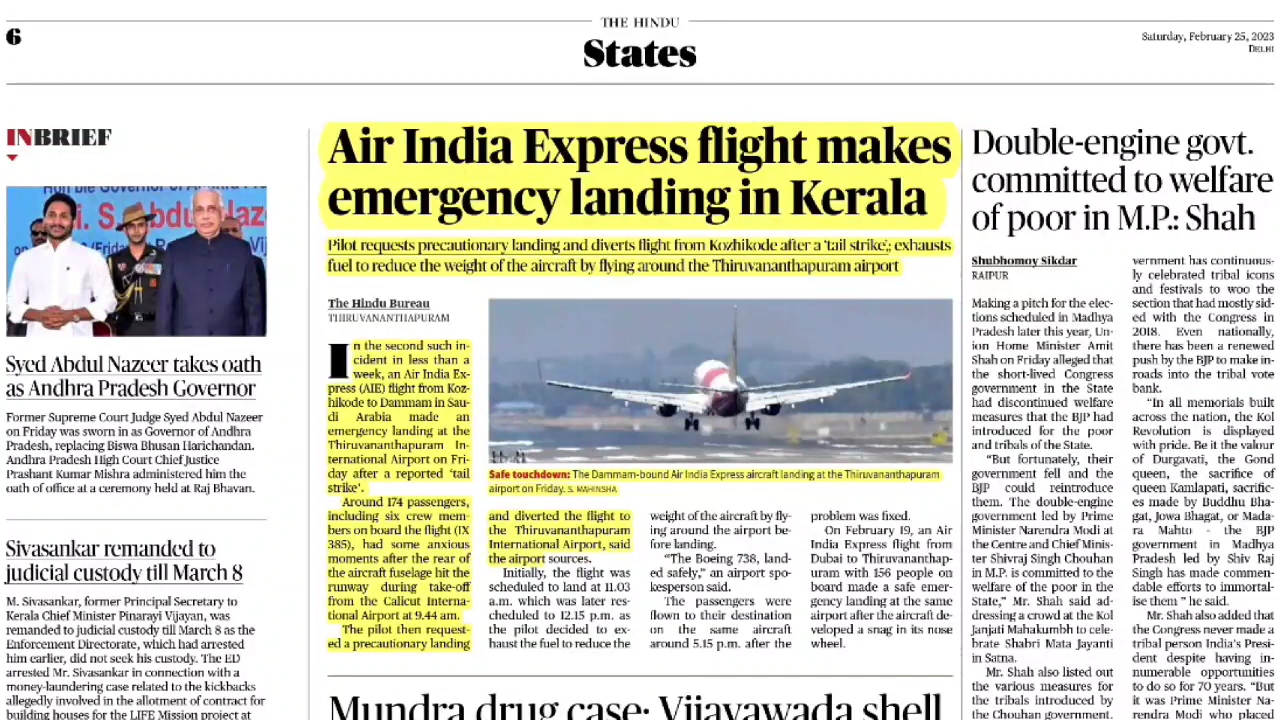 THE HINDU
6
States
Saturday, February 25, 2023
DELHI
INBRIEF
Syed Abdul Nazeer takes oath
as Andhra Pradesh Governor
Former Supreme Court Judge Syed Abdul Nazeer
on Friday was sworn in as Governor of Andhra
Pradesh, replacing Biswa Bhusan Harichandan.
Andhra Pradesh High Court Chief Justice
Prashant Kumar Mishra administered him the
oath of office at a ceremony held at Raj Bhavan.
Sivasankar remanded to
judicial custody till March 8
M. Sivasankar, former Principal Secretary to
Kerala Chief Minister Pinarayi Vijayan, was
remanded to judicial custody till March 8 as the
Enforcement Directorate, which had arrested
him earlier, did not seek his custody. The ED
arrested Mr. Sivasankar in connection with a
money-laundering case related to the kickbacks
allegedly involved in the allotment of contract for
building houses for the LIFE Mission project at
Air India Express flight makes
emergency landing in Kerala
Pilot requests precautionary landing and diverts flight from Kozhikode after a 'tail strike'; exhausts
fuel to reduce the weight of the aircraft by flying around the Thiruvananthapuram airport
The Hindu Bureau
THIRUVANANTHAPURAM
In the second such in-
cident in less than a
week, an Air India Ex-
press (AIE) flight from Koz-
hikode to Dammam in Sau-
di Arabia made an
emergency landing at the
Thiruvananthapuram In-
ternational Airport on Fri-
day after a reported 'tail
strike'.
Around 174 passengers,
including six crew mem-
bers on board the flight (IX
385), had some anxious
moments after the rear of
the aircraft fuselage hit the
runway during take-off
from the Calicut Interna-
tional Airport at 9.44 am.
The pilot then request-
ed a precautionary landing
Safe touchdown: The Dammam-bound Air India Express aircraft landing at the Thiruvananthapuram
airport on Friday. S. MAHINSHA
and diverted the flight to
the Thiruvananthapuram
International Airport, said
the airport sources.
Initially, the flight was
scheduled to land at 11.03
a.m. which was later res-
cheduled to 12.15 p.m. as
the pilot decided to ex-
haust the fuel to reduce the
weight of the aircraft by fly-
ing around the airport be-
fore landing.
"The Boeing 738, land-
ed safely," an airport spo-
kesperson said.
The passengers were
flown to their destination
on the same aircraft
around 5.15 p.m. after the
problem was fixed.
On February 19, an Air
India Express flight from
Dubai to Thiruvananthap-
uram with 156 people on
board made a safe emer-
gency landing at the same
airport after the aircraft de-
veloped a snag in its nose
wheel.
Mundra drug case: Vijayawada shell
Double-engine govt.
committed to welfare
of poor in M.P.: Shah
Shubhomoy Sikdar
RAIPUR
Making a pitch for the elec-
tions scheduled in Madhya
Pradesh later this year, Un-
ion Home Minister Amit
Shah on Friday alleged that
the short-lived Congress
government in the State
had discontinued welfare
measures that the BJP had
introduced for the poor
and tribals of the State.
"But fortunately, their
government fell and the
BJP could reintroduce
them. The double-engine
government led by Prime
Minister Narendra Modi at
the Centre and Chief Minis-
ter Shivraj Singh Chouhan
in M.P. is committed to the
welfare of the poor in the
State," Mr. Shah said ad-
dressing a crowd at the Kol
Janjati Mahakumbh to cele-
brate Shabri Mata Jayanti
in Satna.
Mr. Shah also listed out
the various measures for
the tribals introduced by
the Chouhan government.
vernment has continuous-
ly celebrated tribal icons
and festivals to woo the
section that had mostly sid-
ed with the Congress in
2018. Even nationally,
there has been a renewed
push by the BJP to make in-
roads into the tribal vote
bank.
"In all memorials built
across the nation, the Kol
Revolution is displayed
with pride. Be it the valour
of Durgavati, the Gond
queen, the sacrifice of
queen Kamlapati, sacrific-
es made by Buddhu Bha-
gat, Jowa Bhagat, or Mada-
ra Mahto - the BJP
government in Madhya
Pradesh led by Shiv Raj
Singh has made commen-
dable efforts to immortal-
ise them " he said.
Mr. Shah also added that
the Congress never made a
tribal person India's Presi-
dent despite having in-
numerable opportunities
to do so for 70 years. "But
it was Prime Minister Na-
rendra Modi who placed